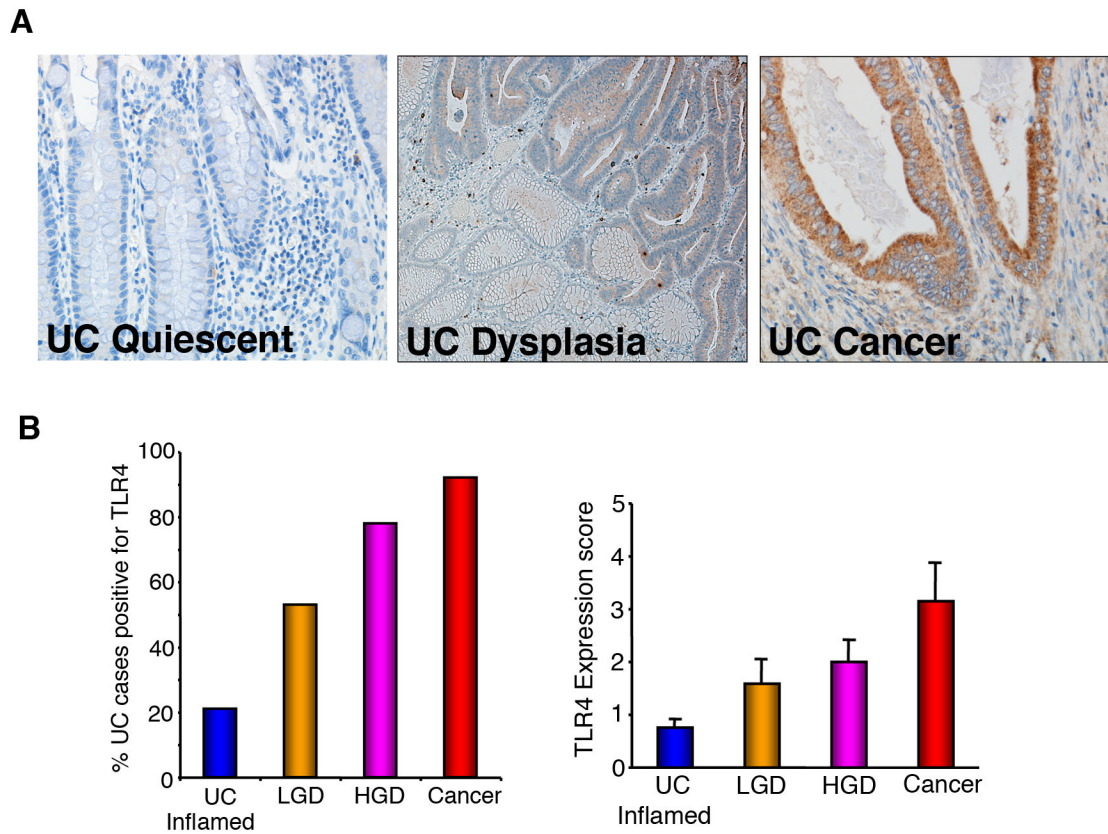 A
UC Quiescent
UC Dysplasia
UC Cancer
B
% UC cases positive for TLR4
100
80
60
40
20
0
UC
Inflamed
LGD
HGD
Cancer
TLR4 Expression score
5
4
3
2
1
0
UC
Inflamed
LGD
HGD
Cancer